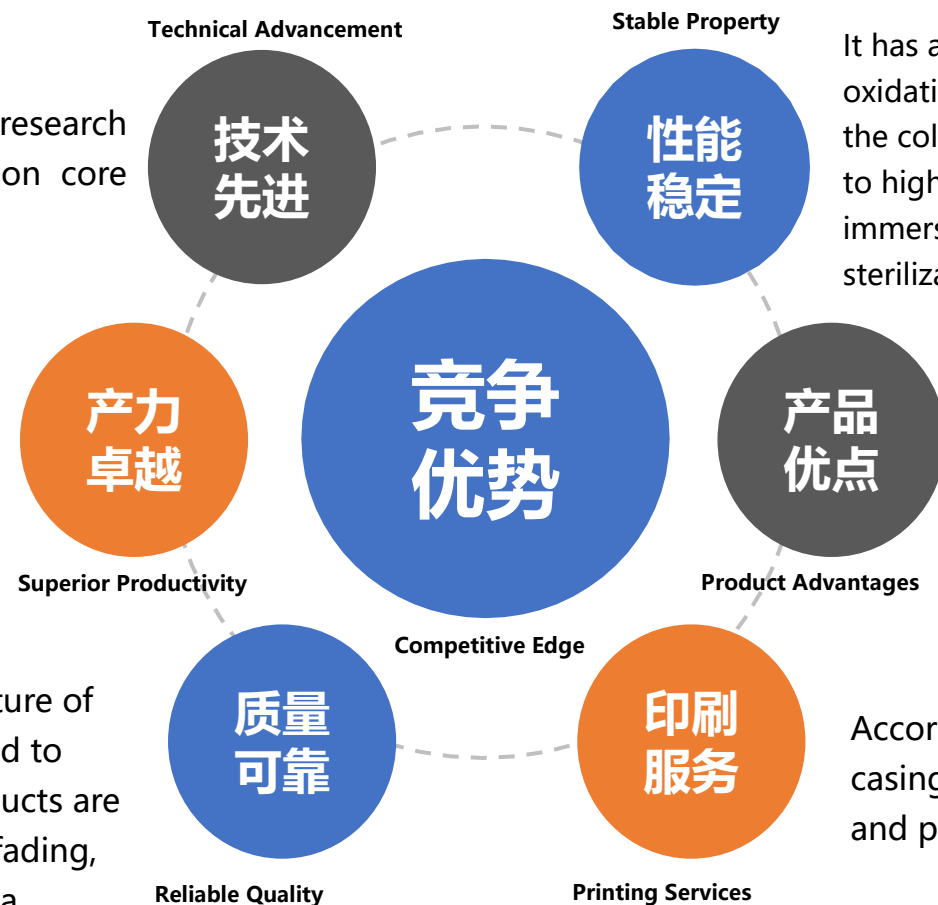 Technical Advancement
Stable Property
research
on core
技术
先进
性能
稳定
It has a
oxidati
the col
to high
immers
steriliza
产力
卓越
竞争
优势
产品
优点
Superior Productivity
Product Advantages
Competitive Edge
ture of
d to
ucts are
fading,
a
质量
可靠
印刷
服务
Accor
casing
and p
Reliable Quality
Printing Services